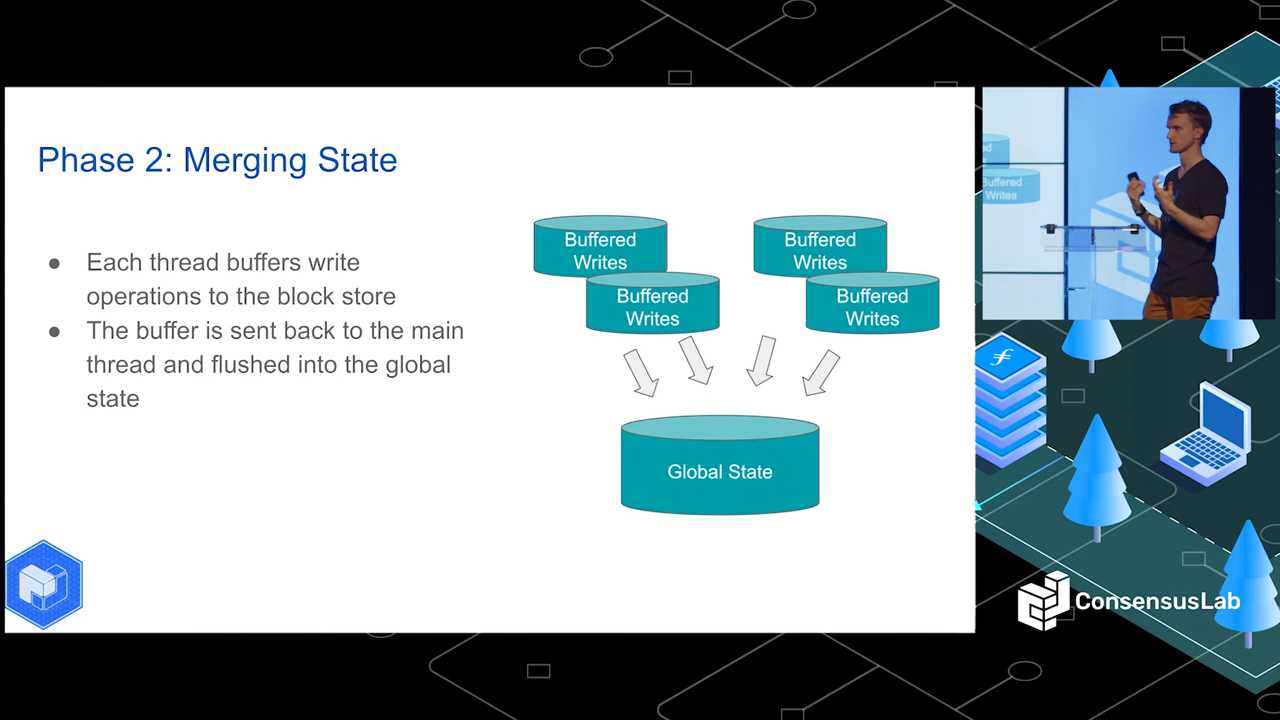 Phase 2: Merging State
● Each thread buffers write
operations to the block store
● The buffer is sent back to the main
thread and flushed into the global
state
Buffered
Writes
Buffered
Writes
Buffered
Writes
Buffered
Writes
Global State
Buffered
Writes
ConsensusLab